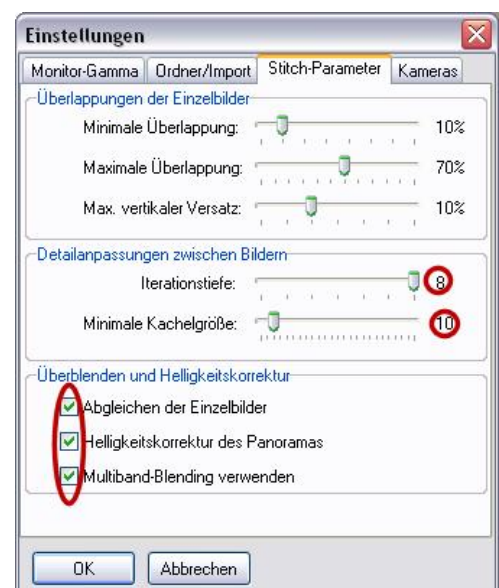 Einstellungen
Monitor-Gamma Ordner/Import Stitch-Parameter Kameras
Überlappungen der Einzelbilder
Minimale Überlappung: 10%
Maximale Überlappung: 70%
Max. vertikaler Versatz: 10%
Detailanpassungen zwischen Bildern
Iterationstiefe: 8
Minimale Kachelgröße: 10
Überblenden und Helligkeitskorrektur
Abgleichen der Einzelbilder
Helligkeitskorrektur des Panoramas
Multiband-Blending verwenden
OK Abbrechen